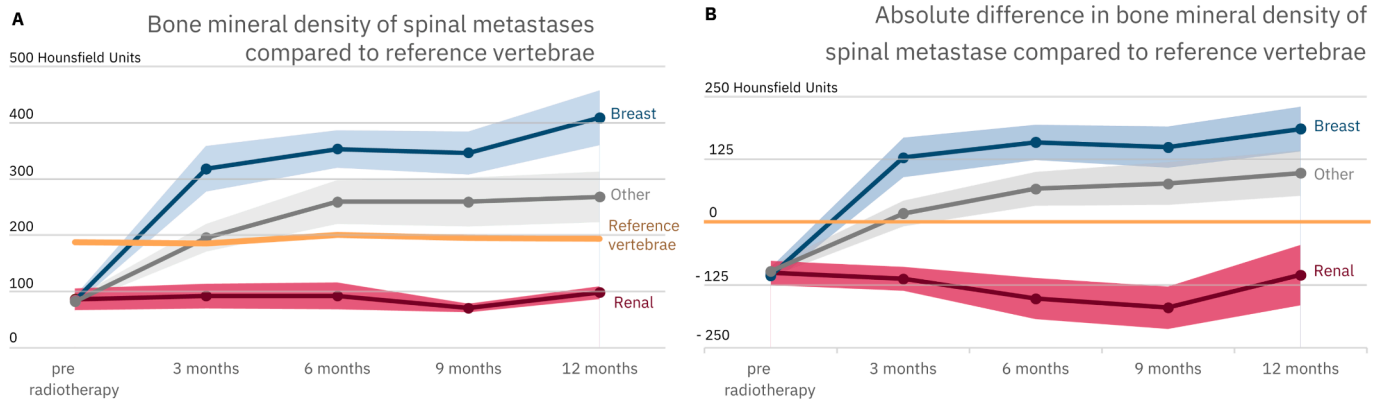 A
Bone mineral density of spinal metastases
compared to reference vertebrae
500 Hounsfield Units
400
300
200
100
0
Breast
Other
Reference
vertebrae
Renal
pre
radiotherapy
3 months
6 months
9 months
12 months
B
Absolute difference in bone mineral density of
spinal metastase compared to reference vertebrae
250 Hounsfield Units
125
0
- 125
- 250
Breast
Other
Renal
pre
radiotherapy
3 months
6 months
9 months
12 months